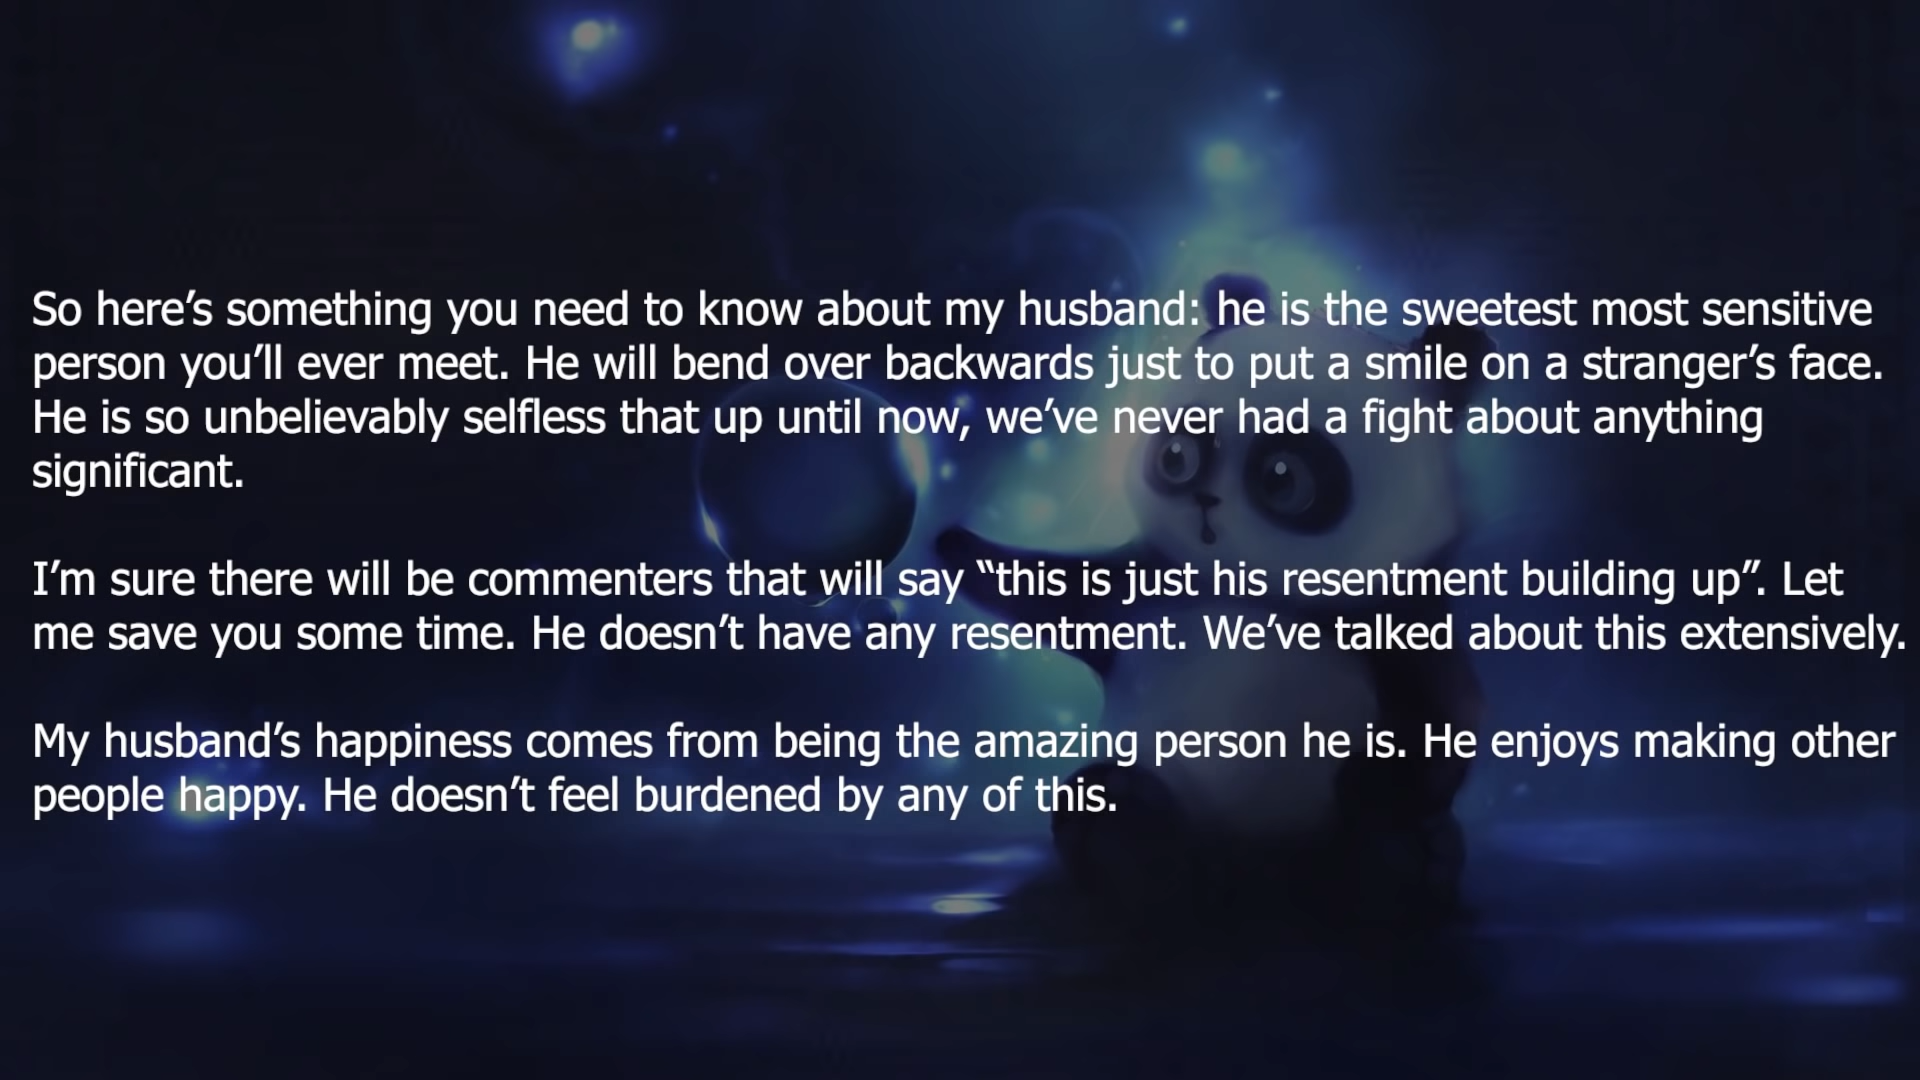 So here’s something you need to know about my husband: he is the sweetest most sensitive
person you’ll ever meet. He will bend over backwards just to put a smile on a stranger’s face.
He is so unbelievably selfless that up until now, we’ve never had a fight about anything
significant.
I’m sure there will be commenters that will say “this is just his resentment building up”. Let
me save you some time. He doesn’t have any resentment. We’ve talked about this extensively.
My husband’s happiness comes from being the amazing person he is. He enjoys making other
people happy. He doesn’t feel burdened by any of this.